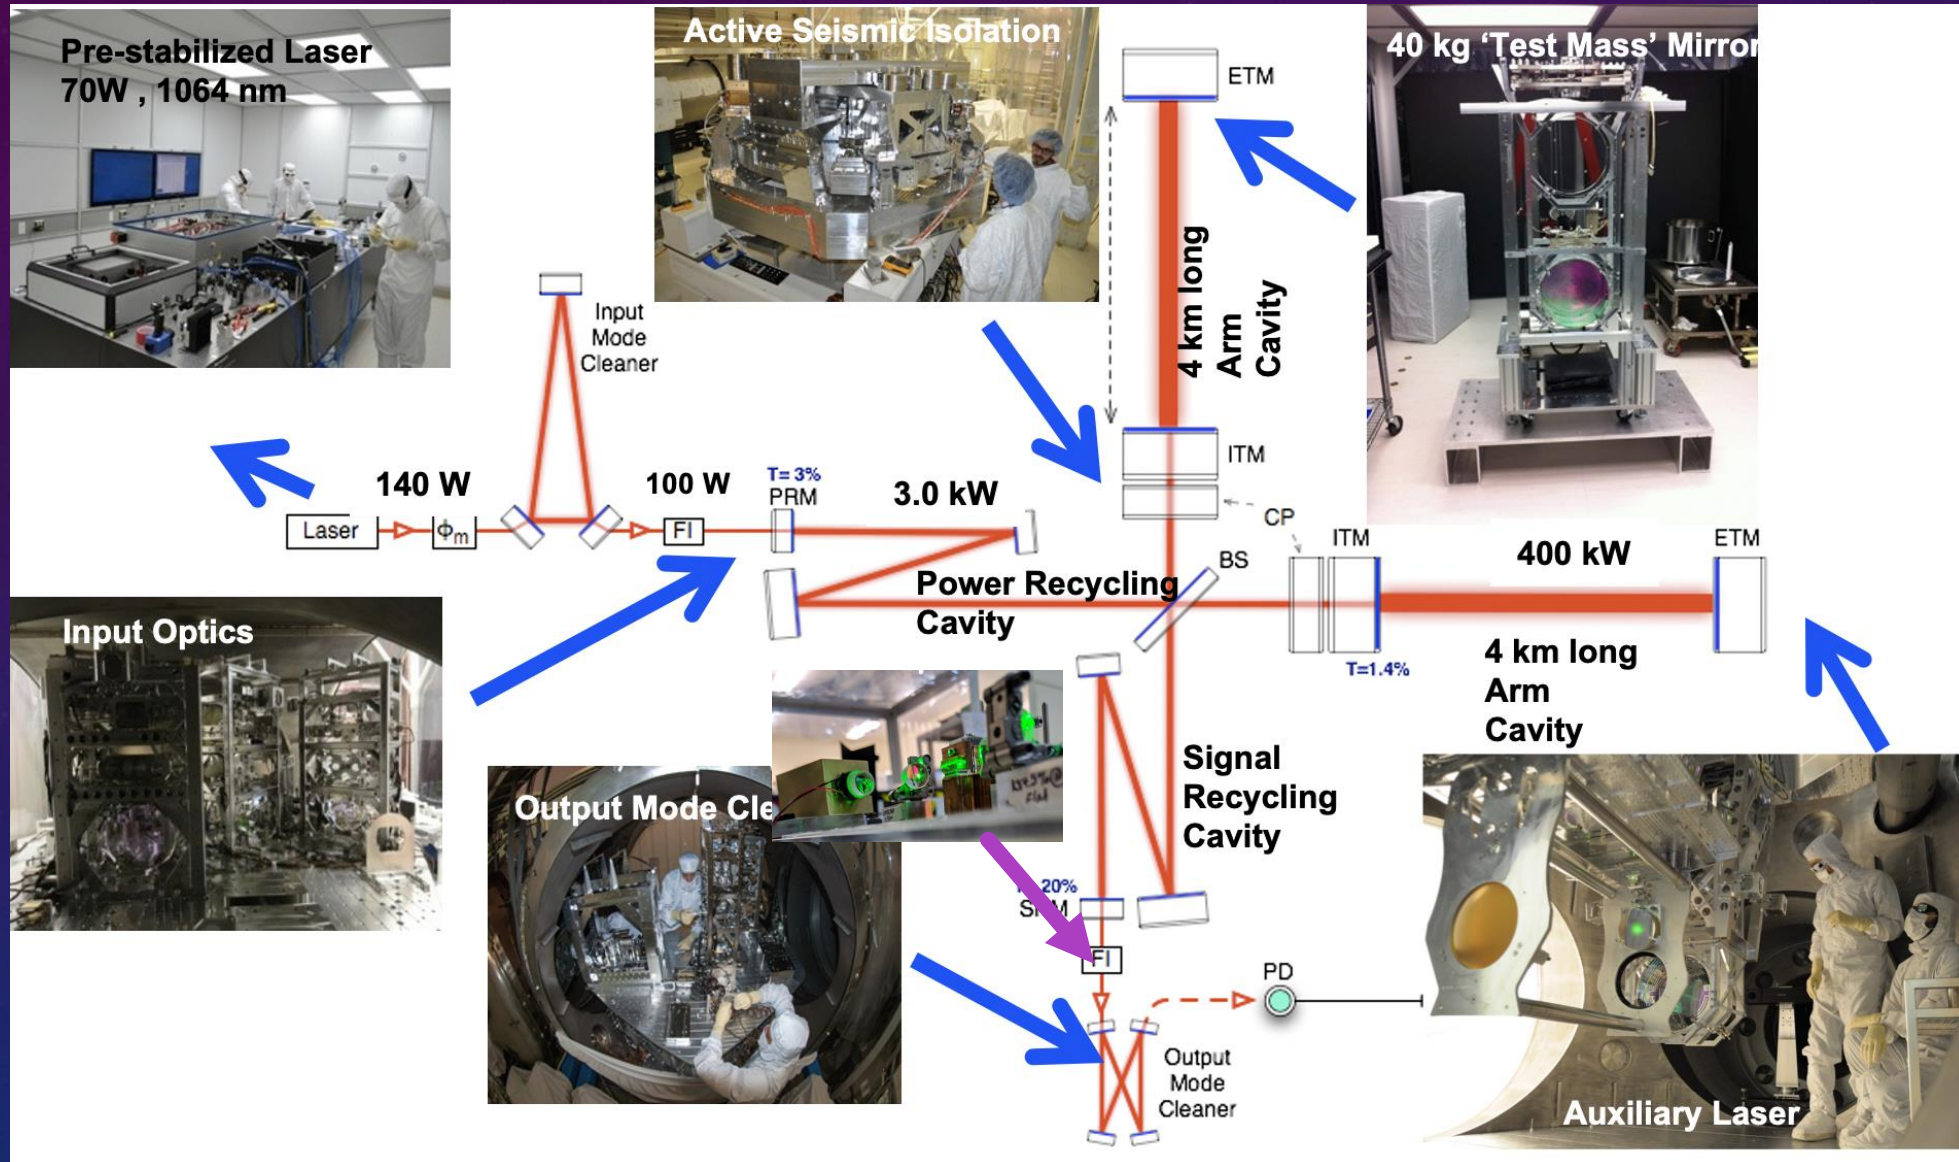 Pre-stabilized Laser
70W , 1064 nm
Active Seismic Isolation
40 kg ‘Test Mass’ Mirror
ETM
4 km long
Arm
Cavity
Input
Mode
Cleaner
ITM
CP
140 W
100 W
T= 3%
PRM
3.0 kW
Laser
Φm
FI
BS
ITM
400 kW
ETM
Power Recycling
Cavity
T=1.4%
4 km long
Arm
Cavity
Input Optics
Signal
Recycling
Cavity
Output Mode Cle
20%
FI
PD
Output
Mode
Cleaner
Auxiliary Laser